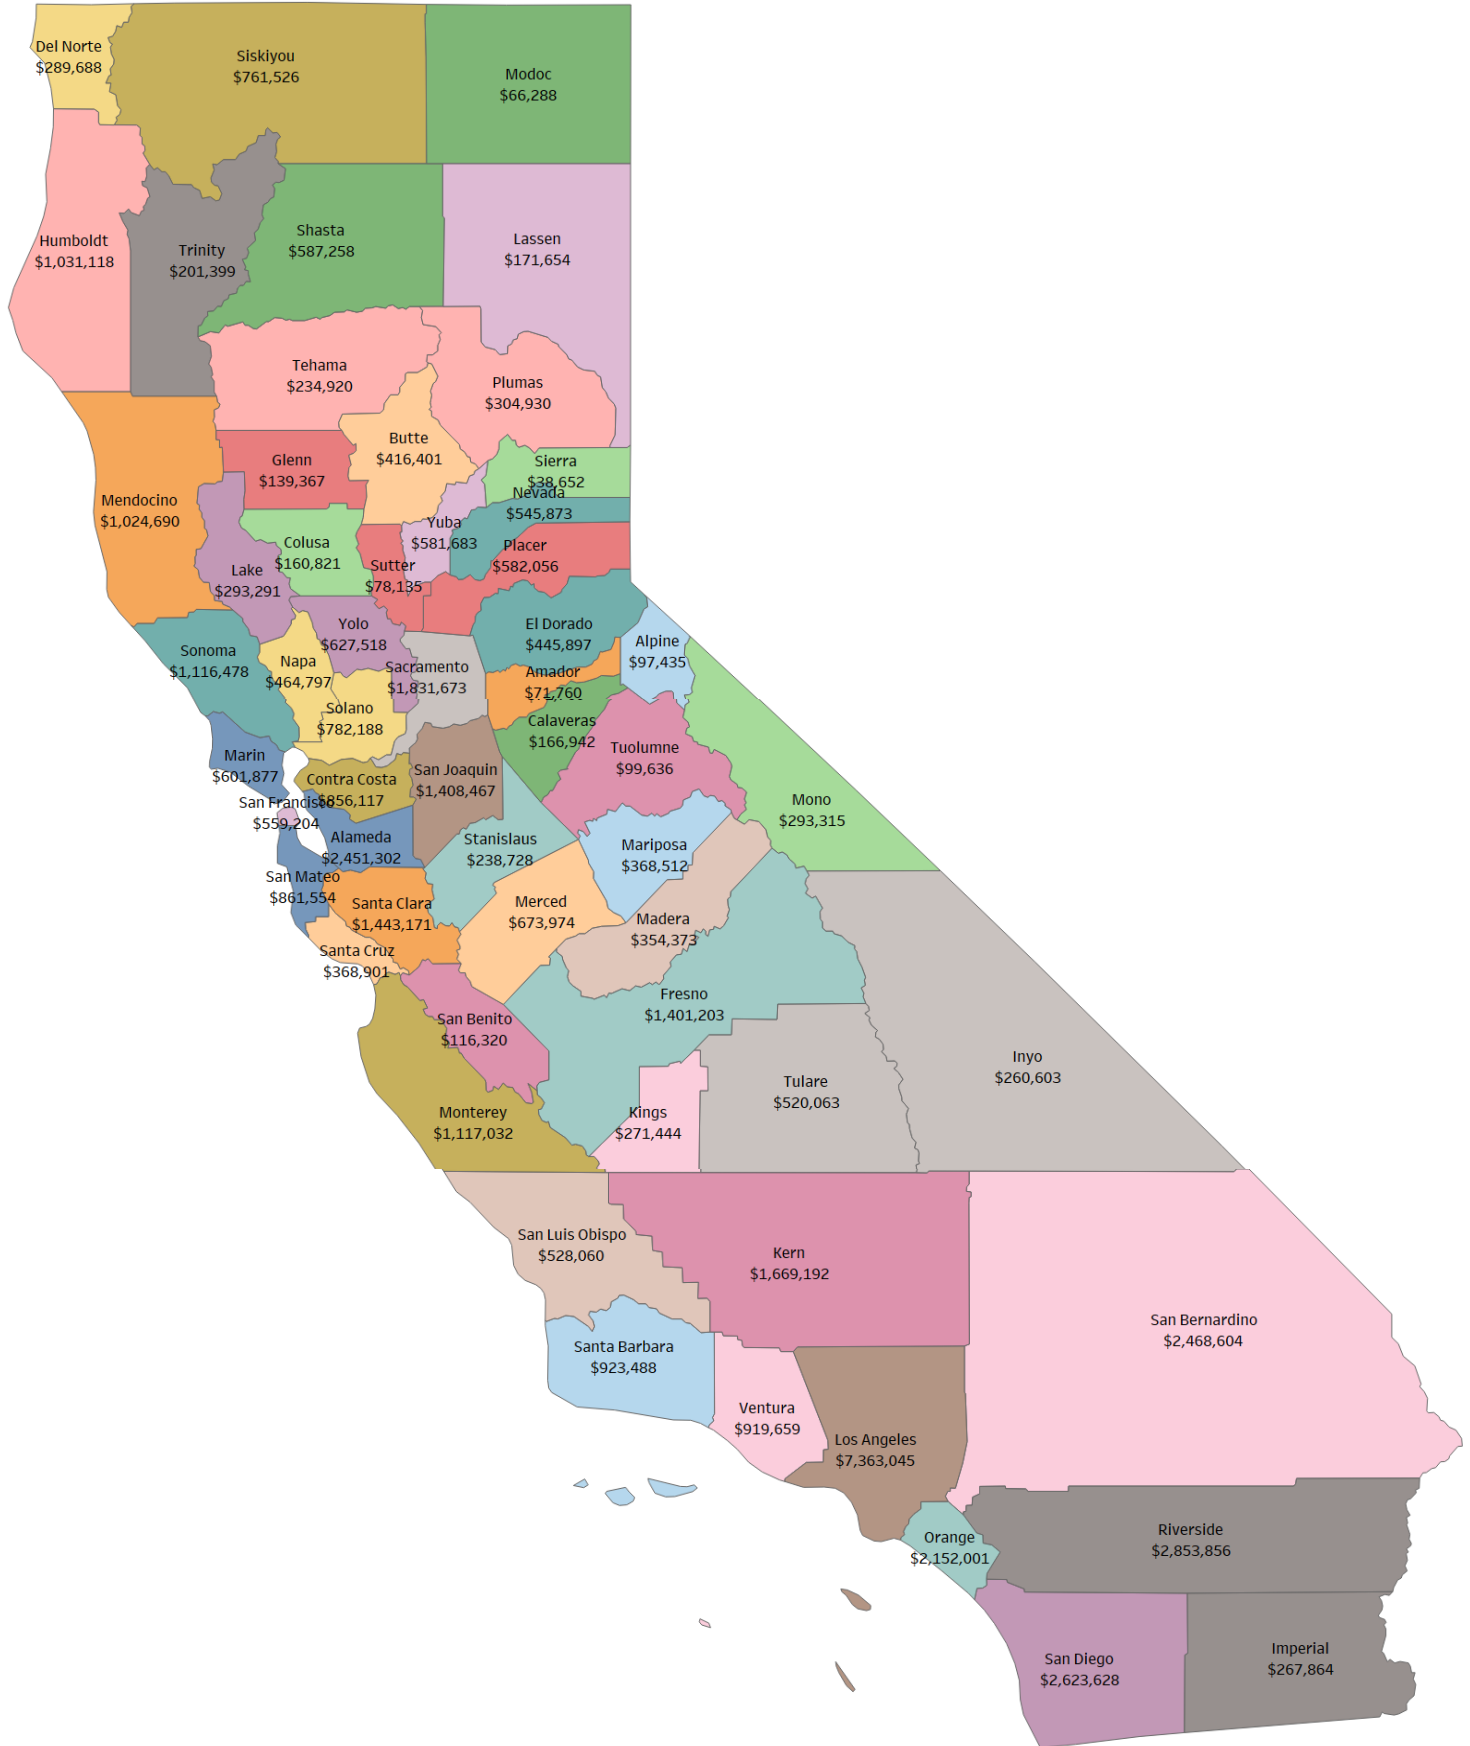 Del Norte
$289,688
Siskiyou
$761,526
Modoc
$66,288
Humboldt
$1,031,118
Trinity
$201,399
Shasta
$587,258
Lassen
$171,654
Tehama
$234,920
Plumas
$304,930
Butte
$416,401
Glenn
$139,367
Sierra
$38,652
Mendocino
$1,024,690
Nevada
$545,873
Yuba
$581,683
Colusa
$160,821
Placer
$582,056
Lake
$293,291
Sutter
$78,135
Yolo
$627,518
El Dorado
$445,897
Alpine
$97,435
Sonoma
$1,116,478
Napa
$464,797
Sacramento
$1,831,673
Amador
$71,760
Solano
$782,188
Calaveras
$166,942
Tuolumne
$99,636
Marin
$601,877
Contra Costa
$856,117
San Joaquin
$1,408,467
Mono
$293,315
San Francisco
$559,204
Alameda
$2,451,302
Stanislaus
$238,728
Mariposa
$368,512
San Mateo
$861,554
Santa Clara
$1,443,171
Merced
$673,974
Madera
$354,373
Santa Cruz
$368,901
Fresno
$1,401,203
San Benito
$116,320
Inyo
$260,603
Tulare
$520,063
Monterey
$1,117,032
Kings
$271,444
San Luis Obispo
$528,060
Kern
$1,669,192
San Bernardino
$2,468,604
Santa Barbara
$923,488
Ventura
$919,659
Los Angeles
$7,363,045
Orange
$2,152,001
Riverside
$2,853,856
San Diego
$2,623,628
Imperial
$267,864